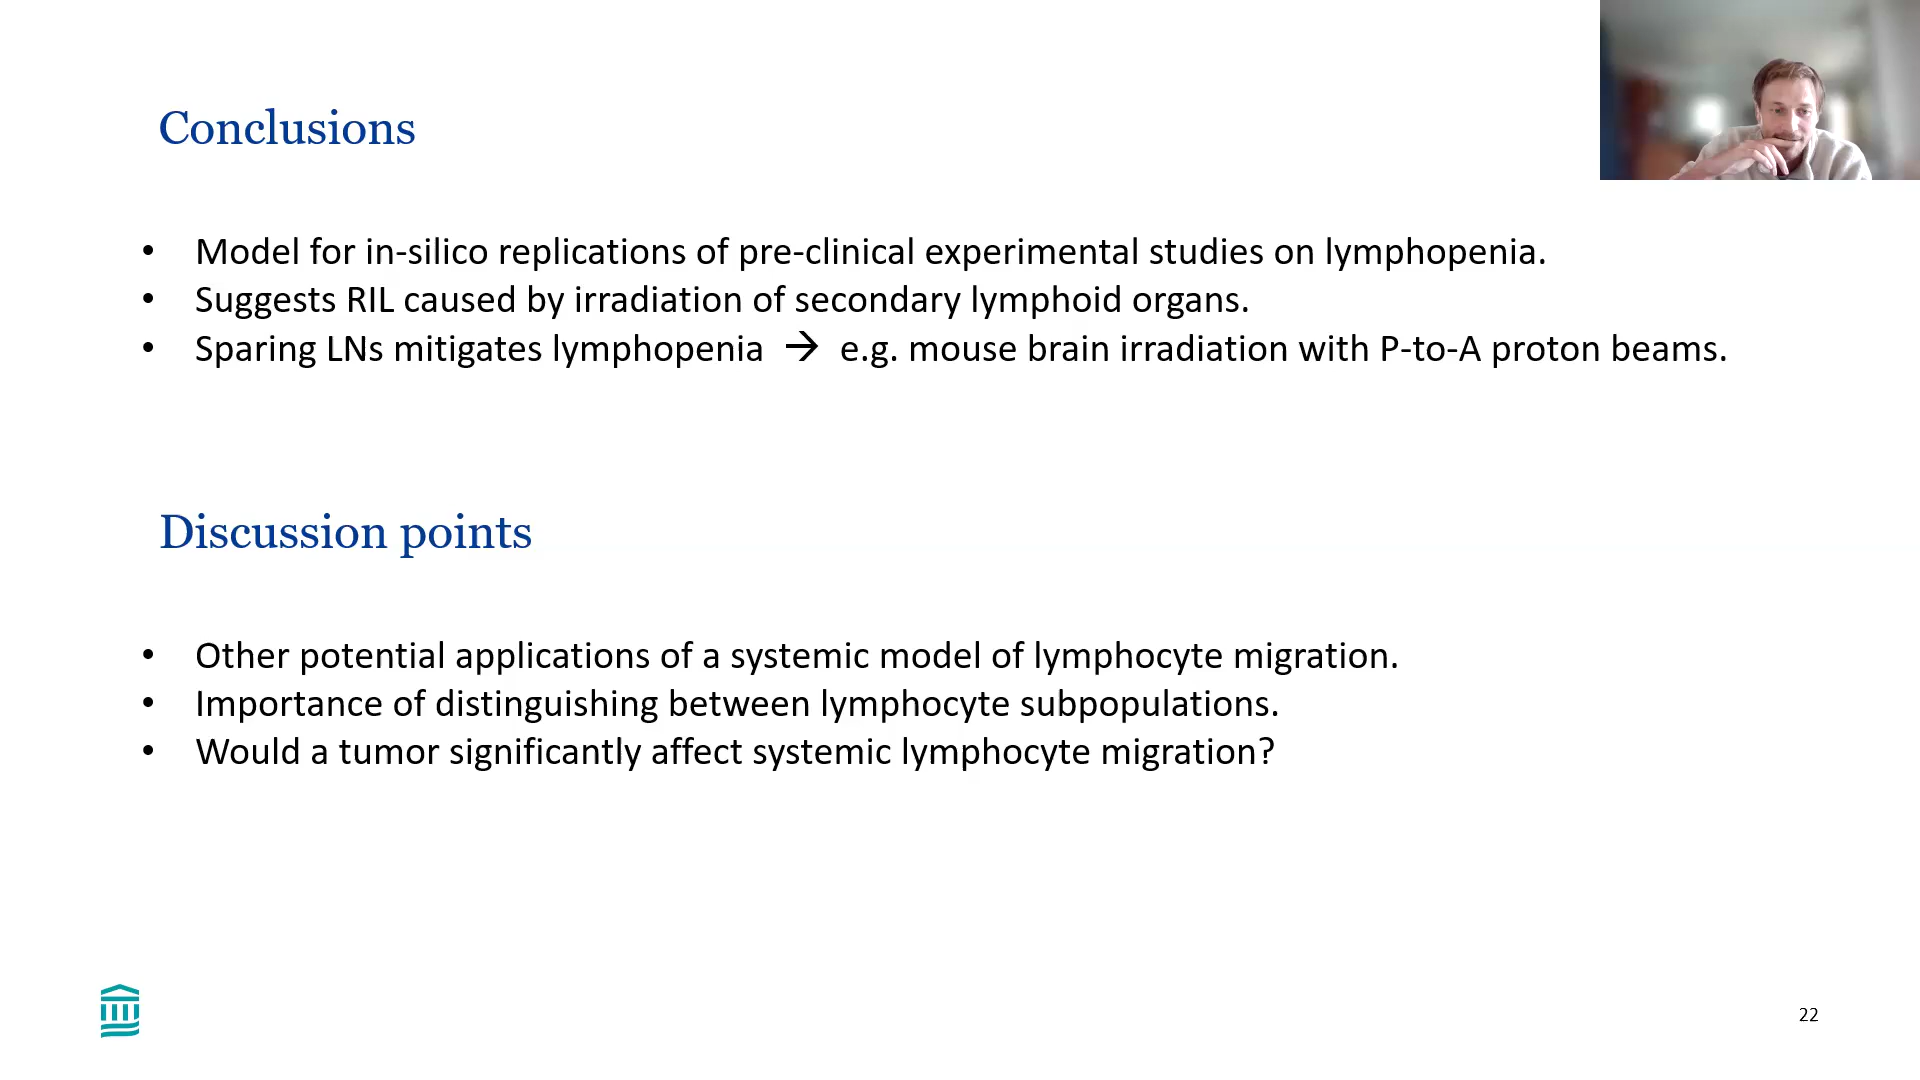 Conclusions
• Model for in-silico replications of pre-clinical experimental studies on lymphopenia.
• Suggests RIL caused by irradiation of secondary lymphoid organs.
• Sparing LNs mitigates lymphopenia → e.g. mouse brain irradiation with P-to-A proton beams.
Discussion points
• Other potential applications of a systemic model of lymphocyte migration.
• Importance of distinguishing between lymphocyte subpopulations.
• Would a tumor significantly affect systemic lymphocyte migration?
22